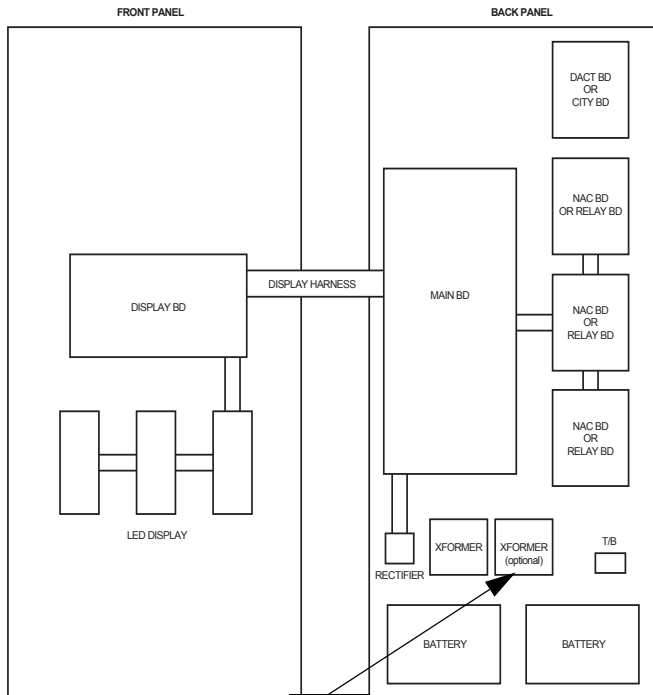 FRONT PANEL
BACK PANEL
DACT BD
OR
CITY BD
NAC BD
OR RELAY BD
DISPLAY HARNESS
DISPLAY BD
MAIN BD
NAC BD
OR
RELAY BD
NAC BD
OR
RELAY BD
LED DISPLAY
RECTIFIER
XFORMER
XFORMER
(optional)
T/B
BATTERY
BATTERY